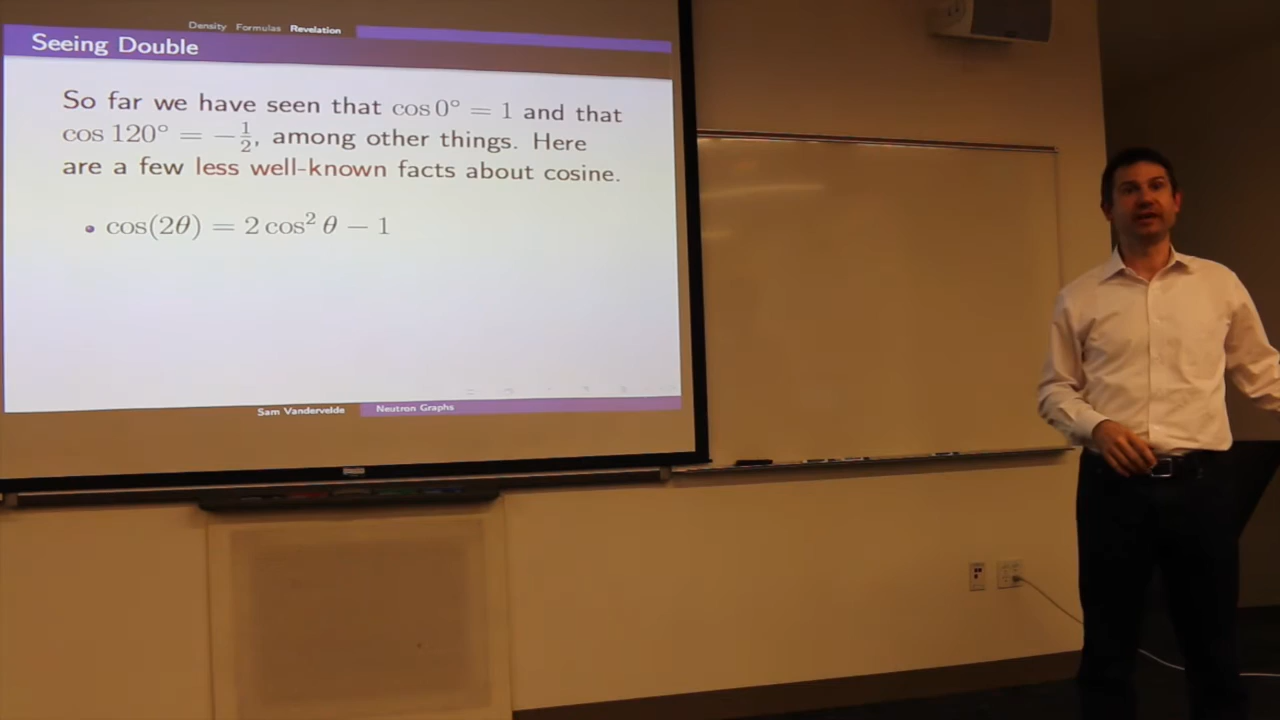 Density Formulas Revelation
Seeing Double
So far we have seen that cos 0° = 1 and that
cos 120° = −1/2, among other things. Here
are a few less well-known facts about cosine.
• cos(2θ) = 2 cos² θ − 1
Sam Vandervelde Neutron Graphs